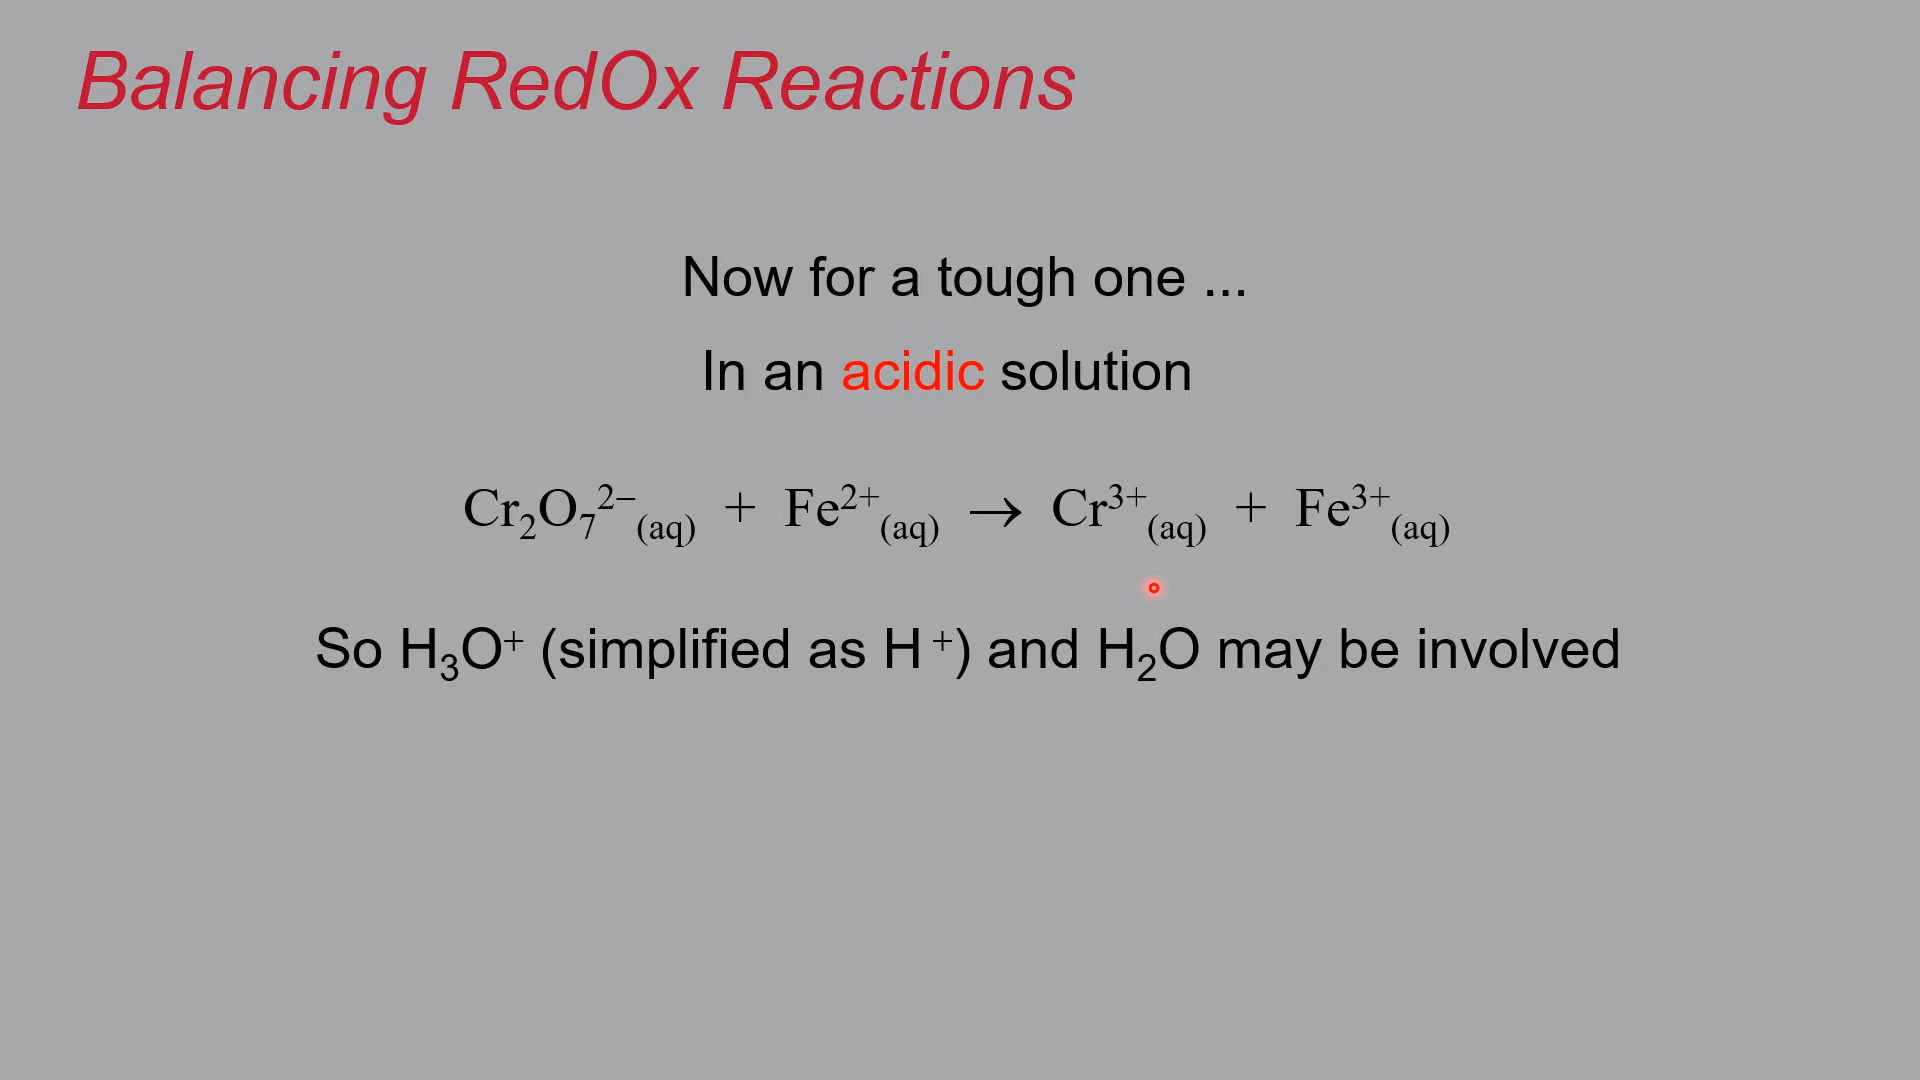 Balancing RedOx Reactions
Now for a tough one ...
In an acidic solution
Cr₂O₇²⁻(aq) + Fe²⁺(aq) → Cr³⁺(aq) + Fe³⁺(aq)
So H₃O⁺ (simplified as H⁺) and H₂O may be involved